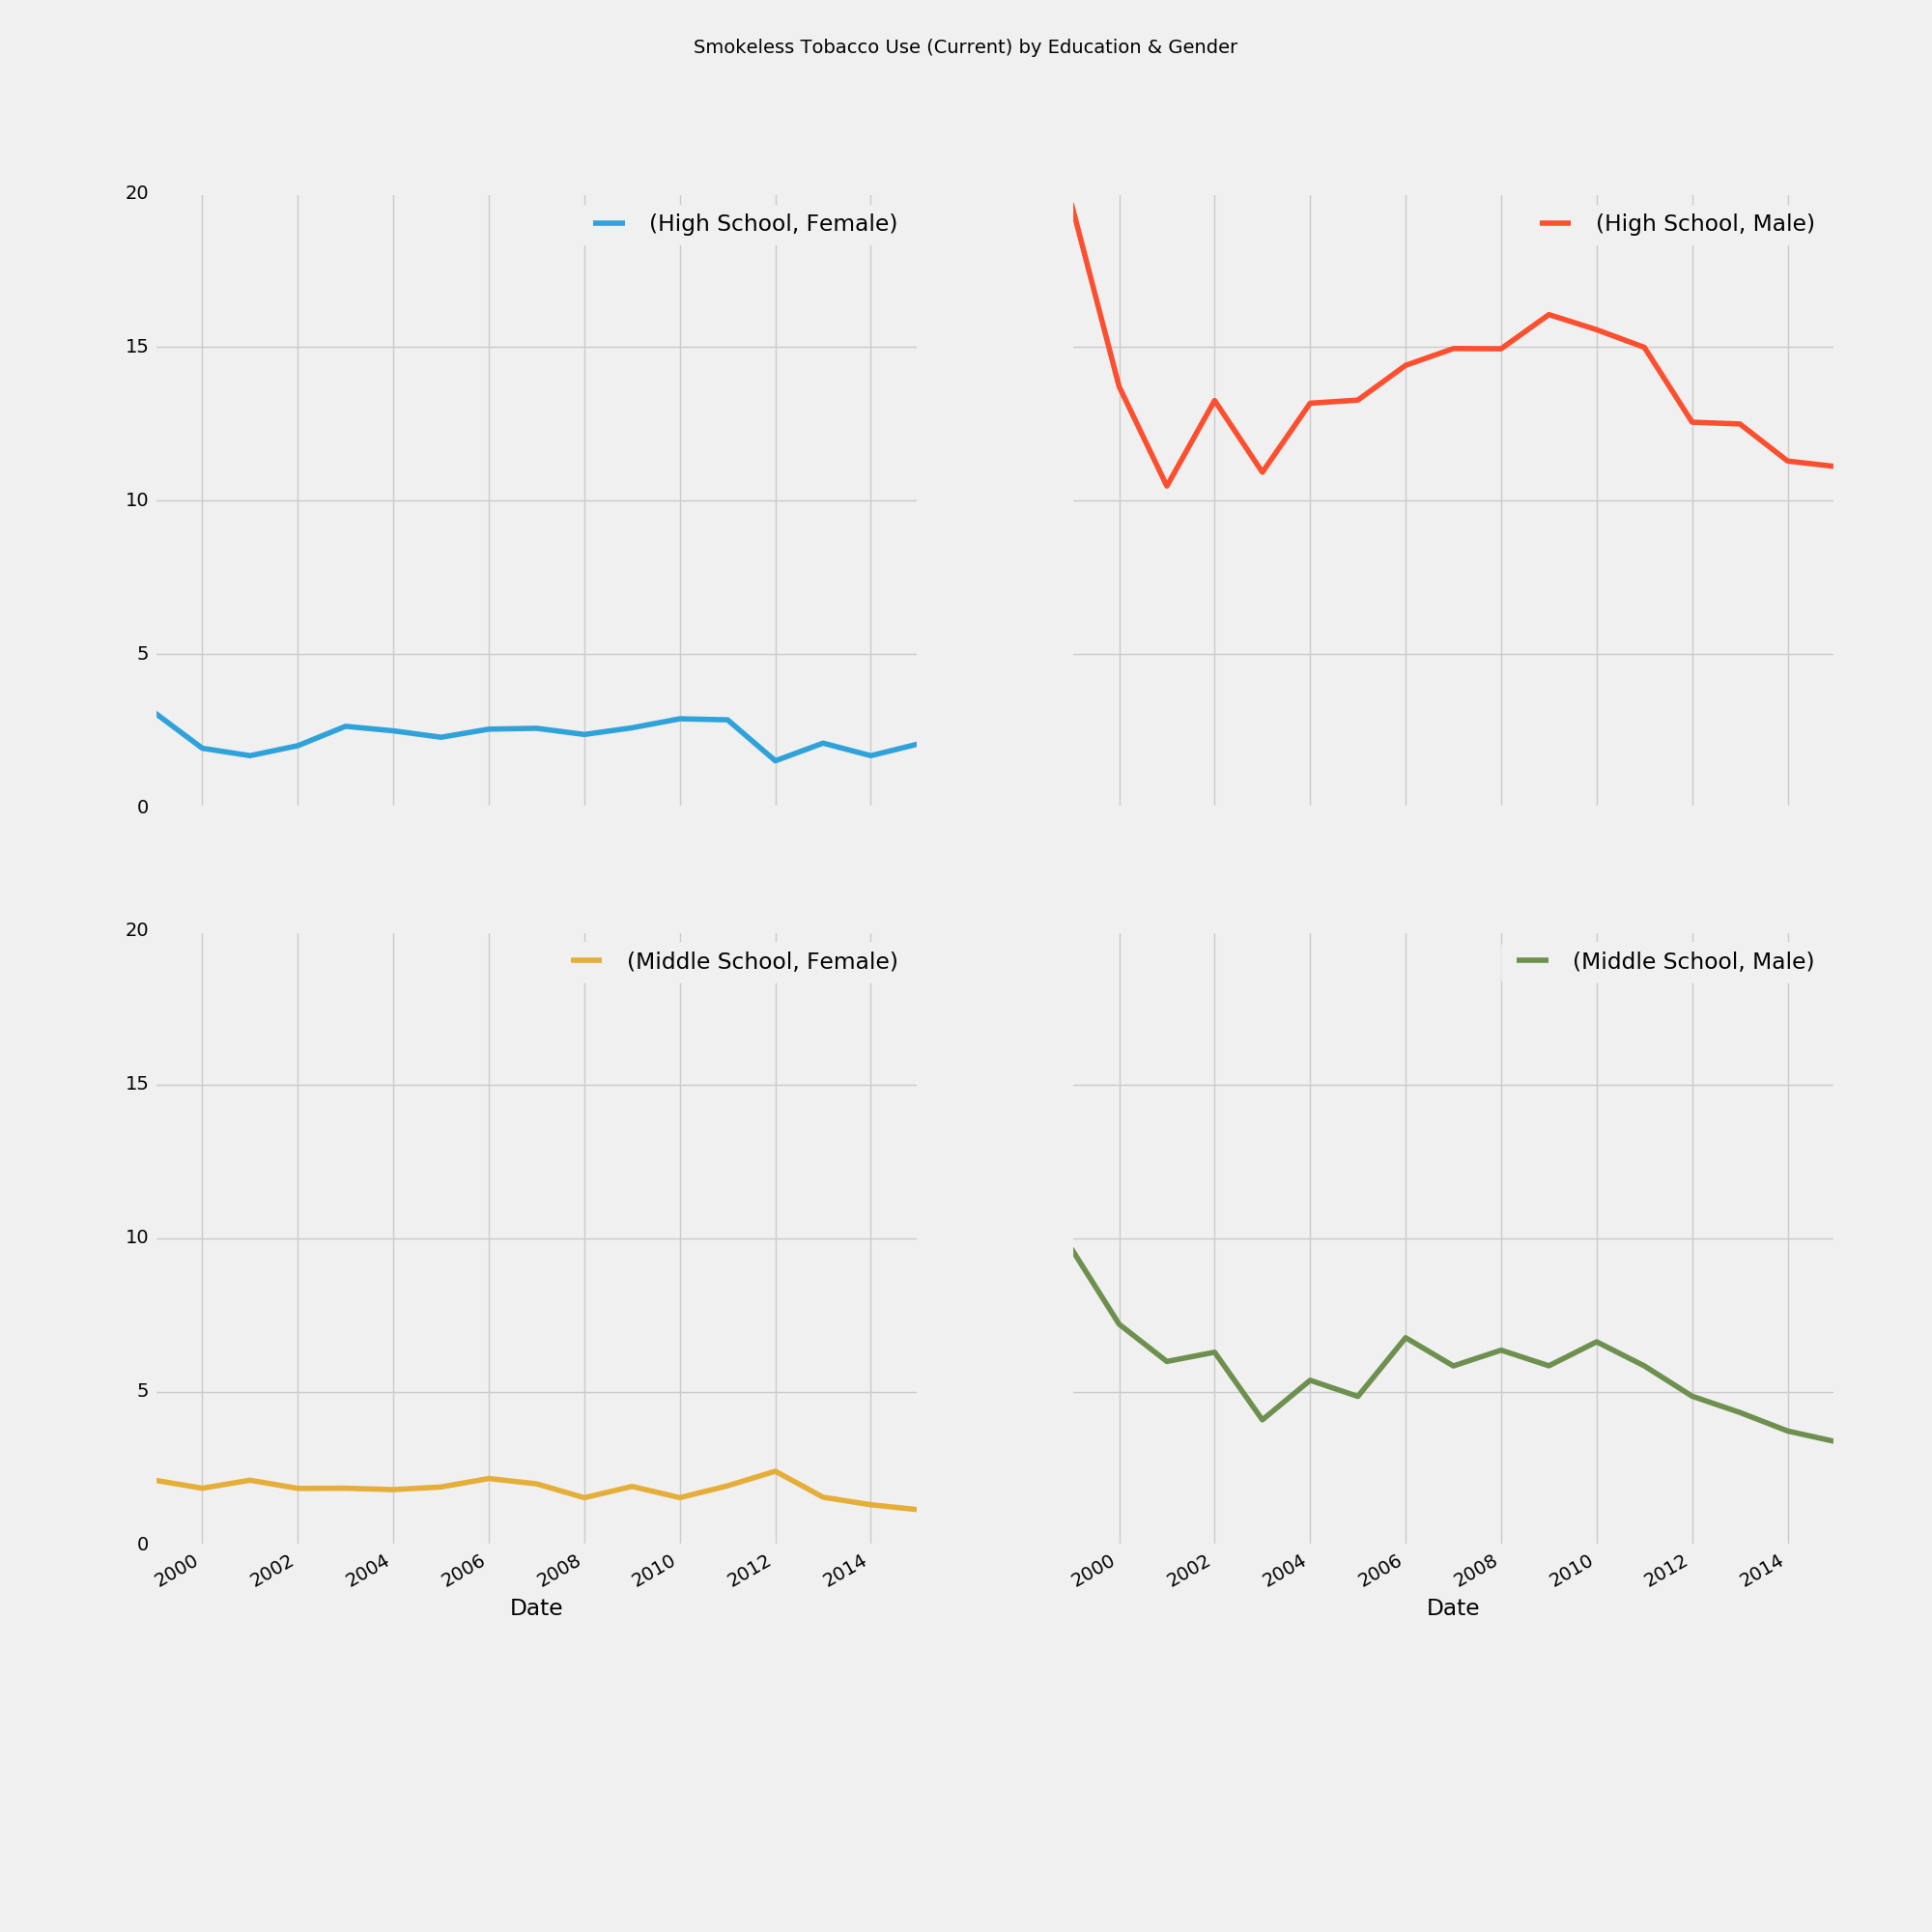 Smokeless Tobacco Use (Current) by Education & Gender
20
15
10
5
0
(High School, Female)
(High School, Male)
20
15
10
5
0
(Middle School, Female)
2000 2002 2004 2006 2008 2010 2012 2014
Date
(Middle School, Male)
2000 2002 2004 2006 2008 2010 2012 2014
Date